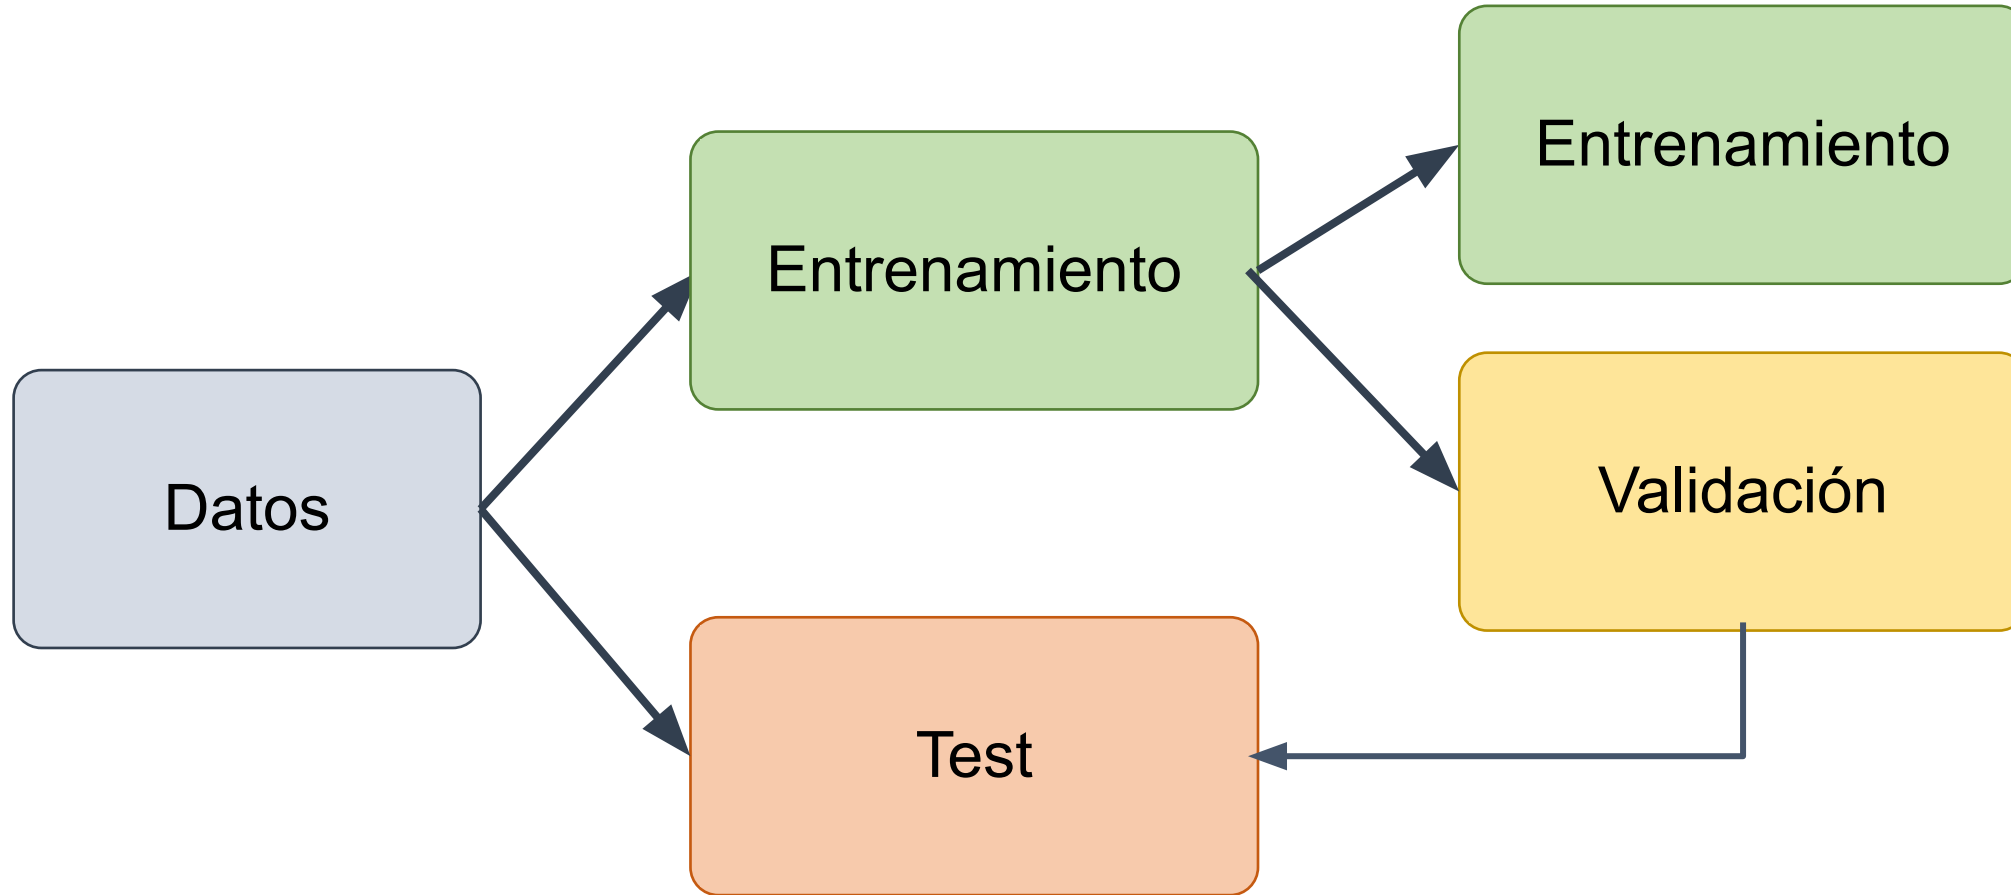 Entrenamiento
Entrenamiento
Datos
Validación
Test